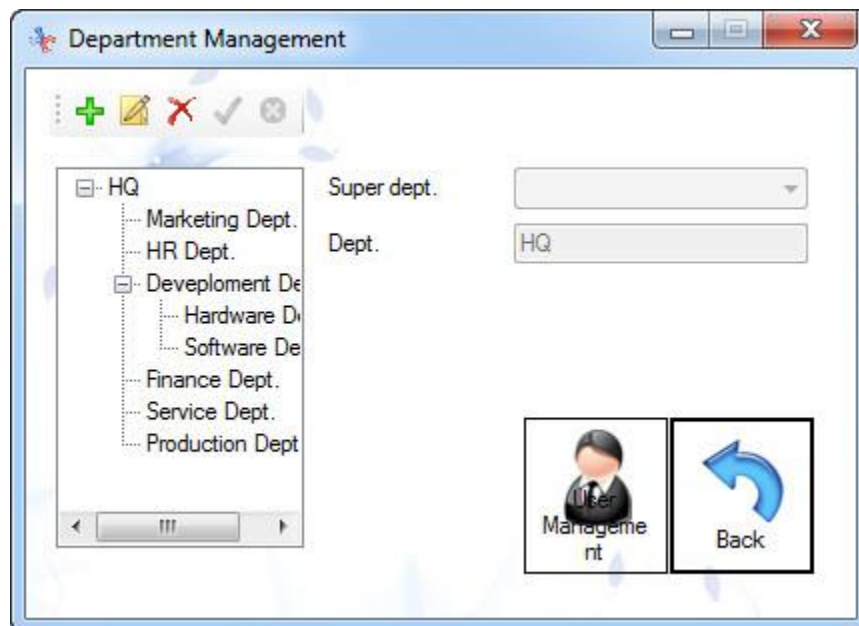 Department Management
HQ
Marketing Dept.
HR Dept.
Deveploment De
Hardware D
Software De
Finance Dept.
Service Dept.
Production Dept
Super dept.
Dept.
HQ
User
Manageme
nt
Back